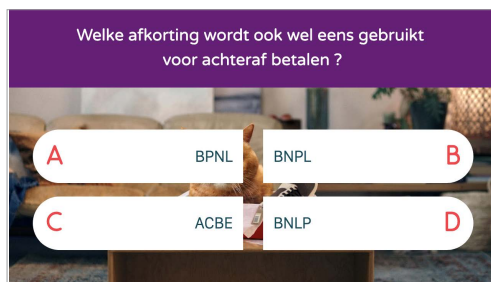 Welke afkorting wordt ook wel eens gebruikt
voor achteraf betalen ?
A BPNL
BNPL B
C ACBE
BNLP D